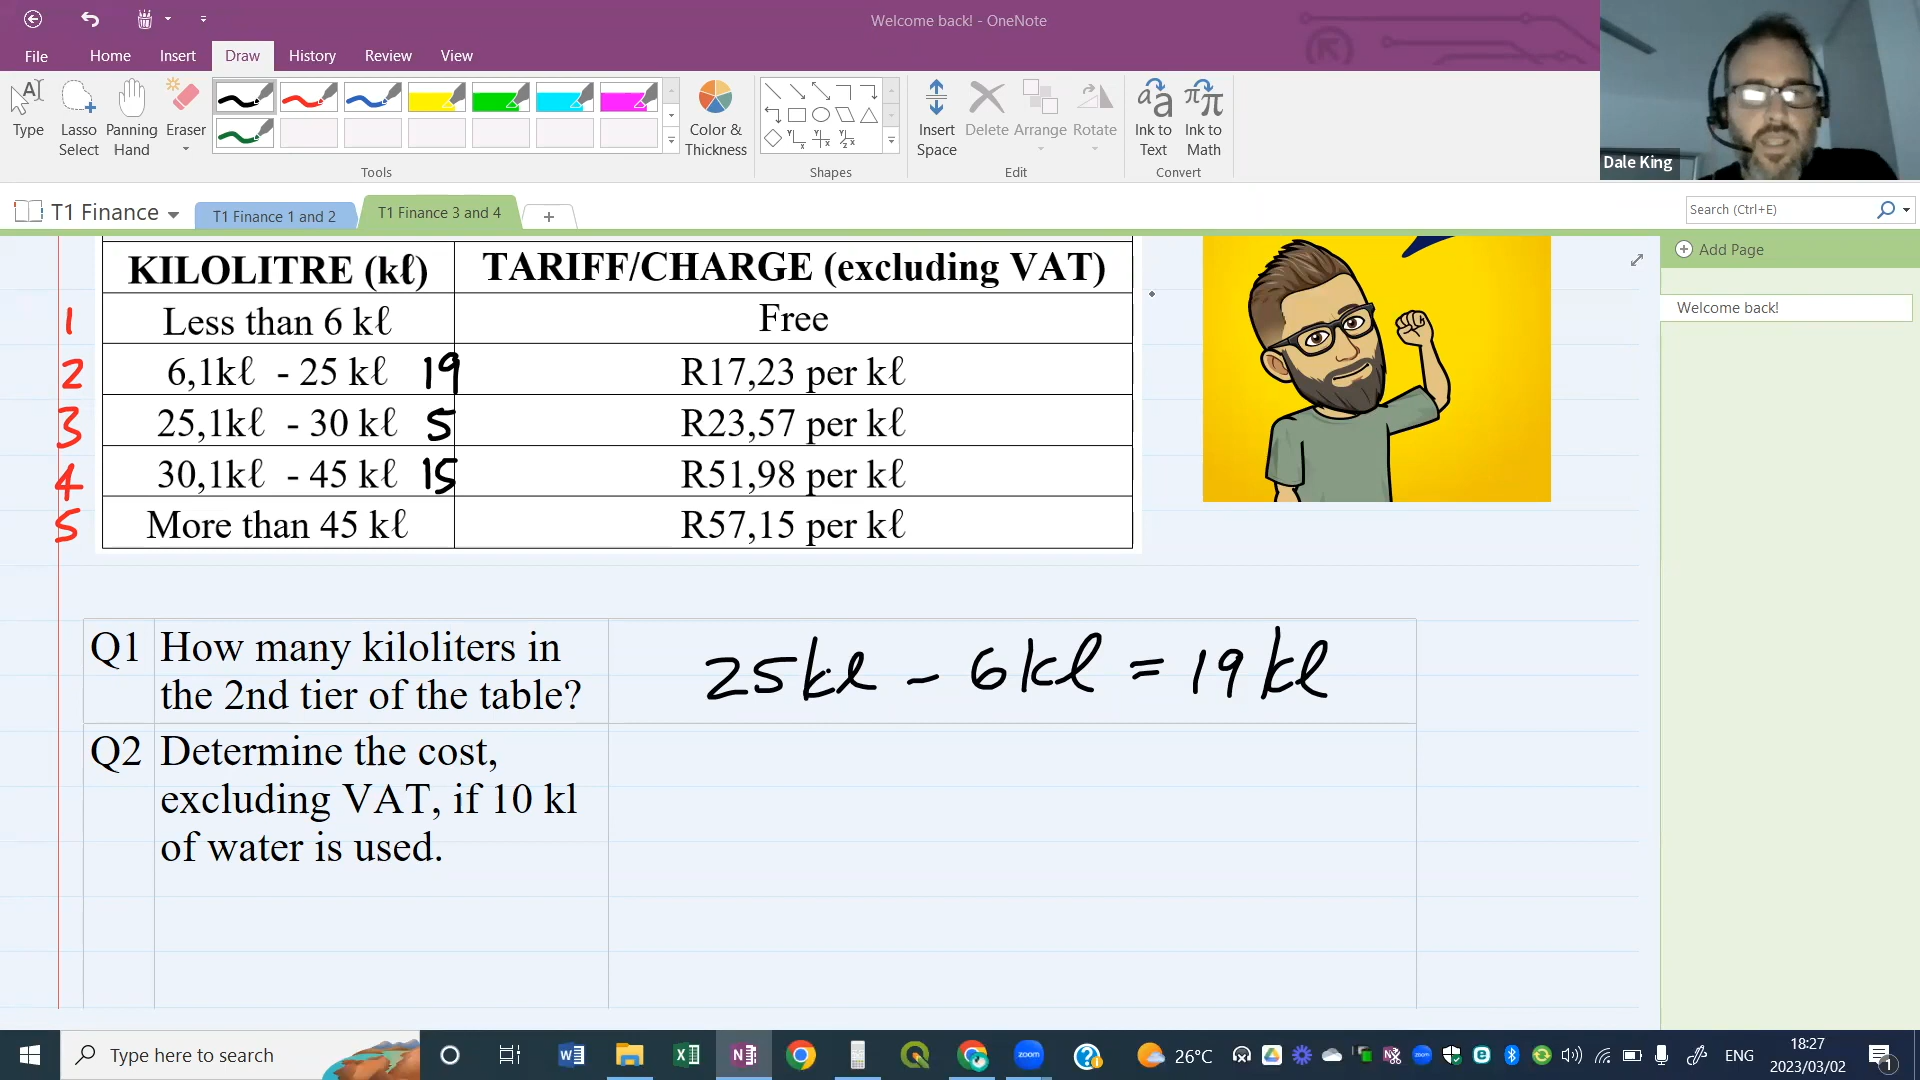 Welcome back! - OneNote
File Home Insert Draw History Review View
Type
Lasso Select
Panning Hand
Eraser
Color & Thickness
Insert Space
Delete
Arrange
Rotate
Ink to Text
Ink to Math
Tools
Shapes
Edit
Convert
Dale King
T1 Finance
T1 Finance 1 and 2
T1 Finance 3 and 4
Search (Ctrl+E)
Add Page
Welcome back!
KILOLITRE (kℓ) TARIFF/CHARGE (excluding VAT)
1 Less than 6 kℓ Free
2 6,1kℓ - 25 kℓ 19 R17,23 per kℓ
3 25,1kℓ - 30 kℓ 5 R23,57 per kℓ
4 30,1kℓ - 45 kℓ 15 R51,98 per kℓ
5 More than 45 kℓ R57,15 per kℓ
Q1 How many kiloliters in
the 2nd tier of the table?
25kl - 6kl = 19kl
Q2 Determine the cost,
excluding VAT, if 10 kl
of water is used.
Type here to search
zoom
26°C
ENG
18:27
2023/03/02
1